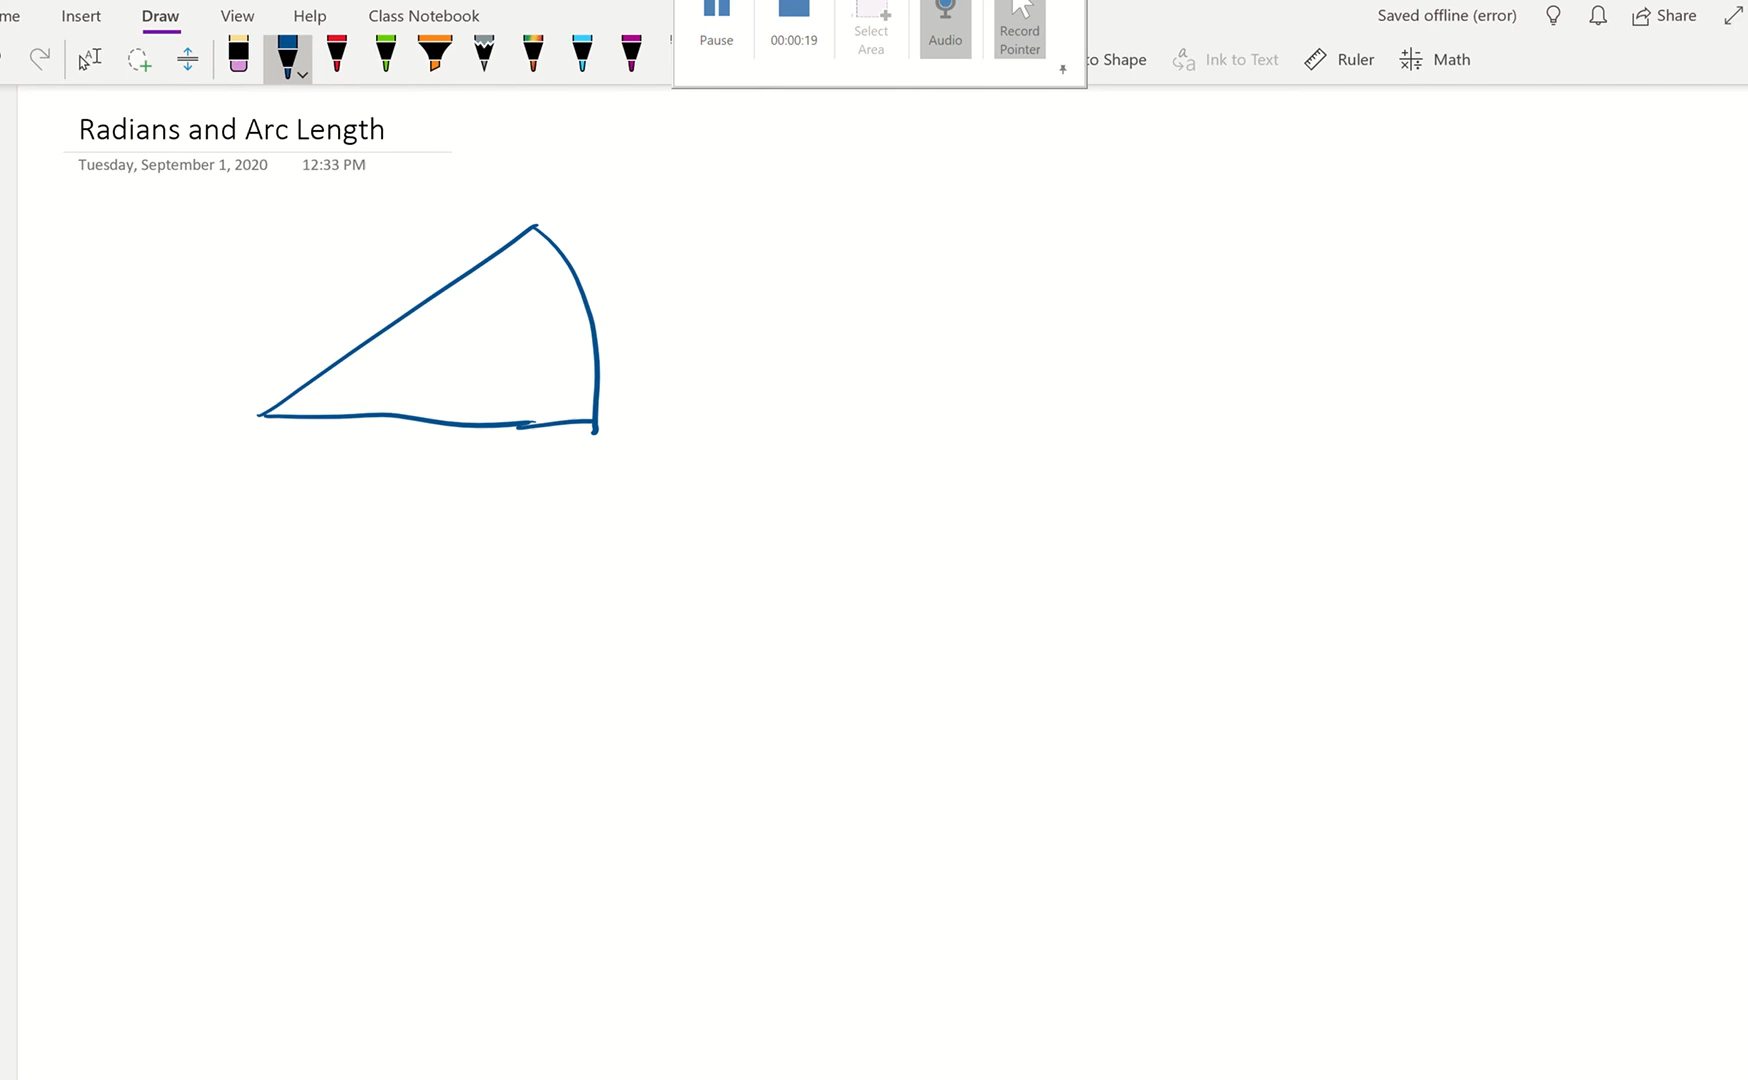 me Insert Draw View Help Class Notebook
Saved offline (error) Share
Pause 00:00:19 Select Area Audio Record Pointer
to Shape Ink to Text Ruler Math
Radians and Arc Length
Tuesday, September 1, 2020 12:33 PM